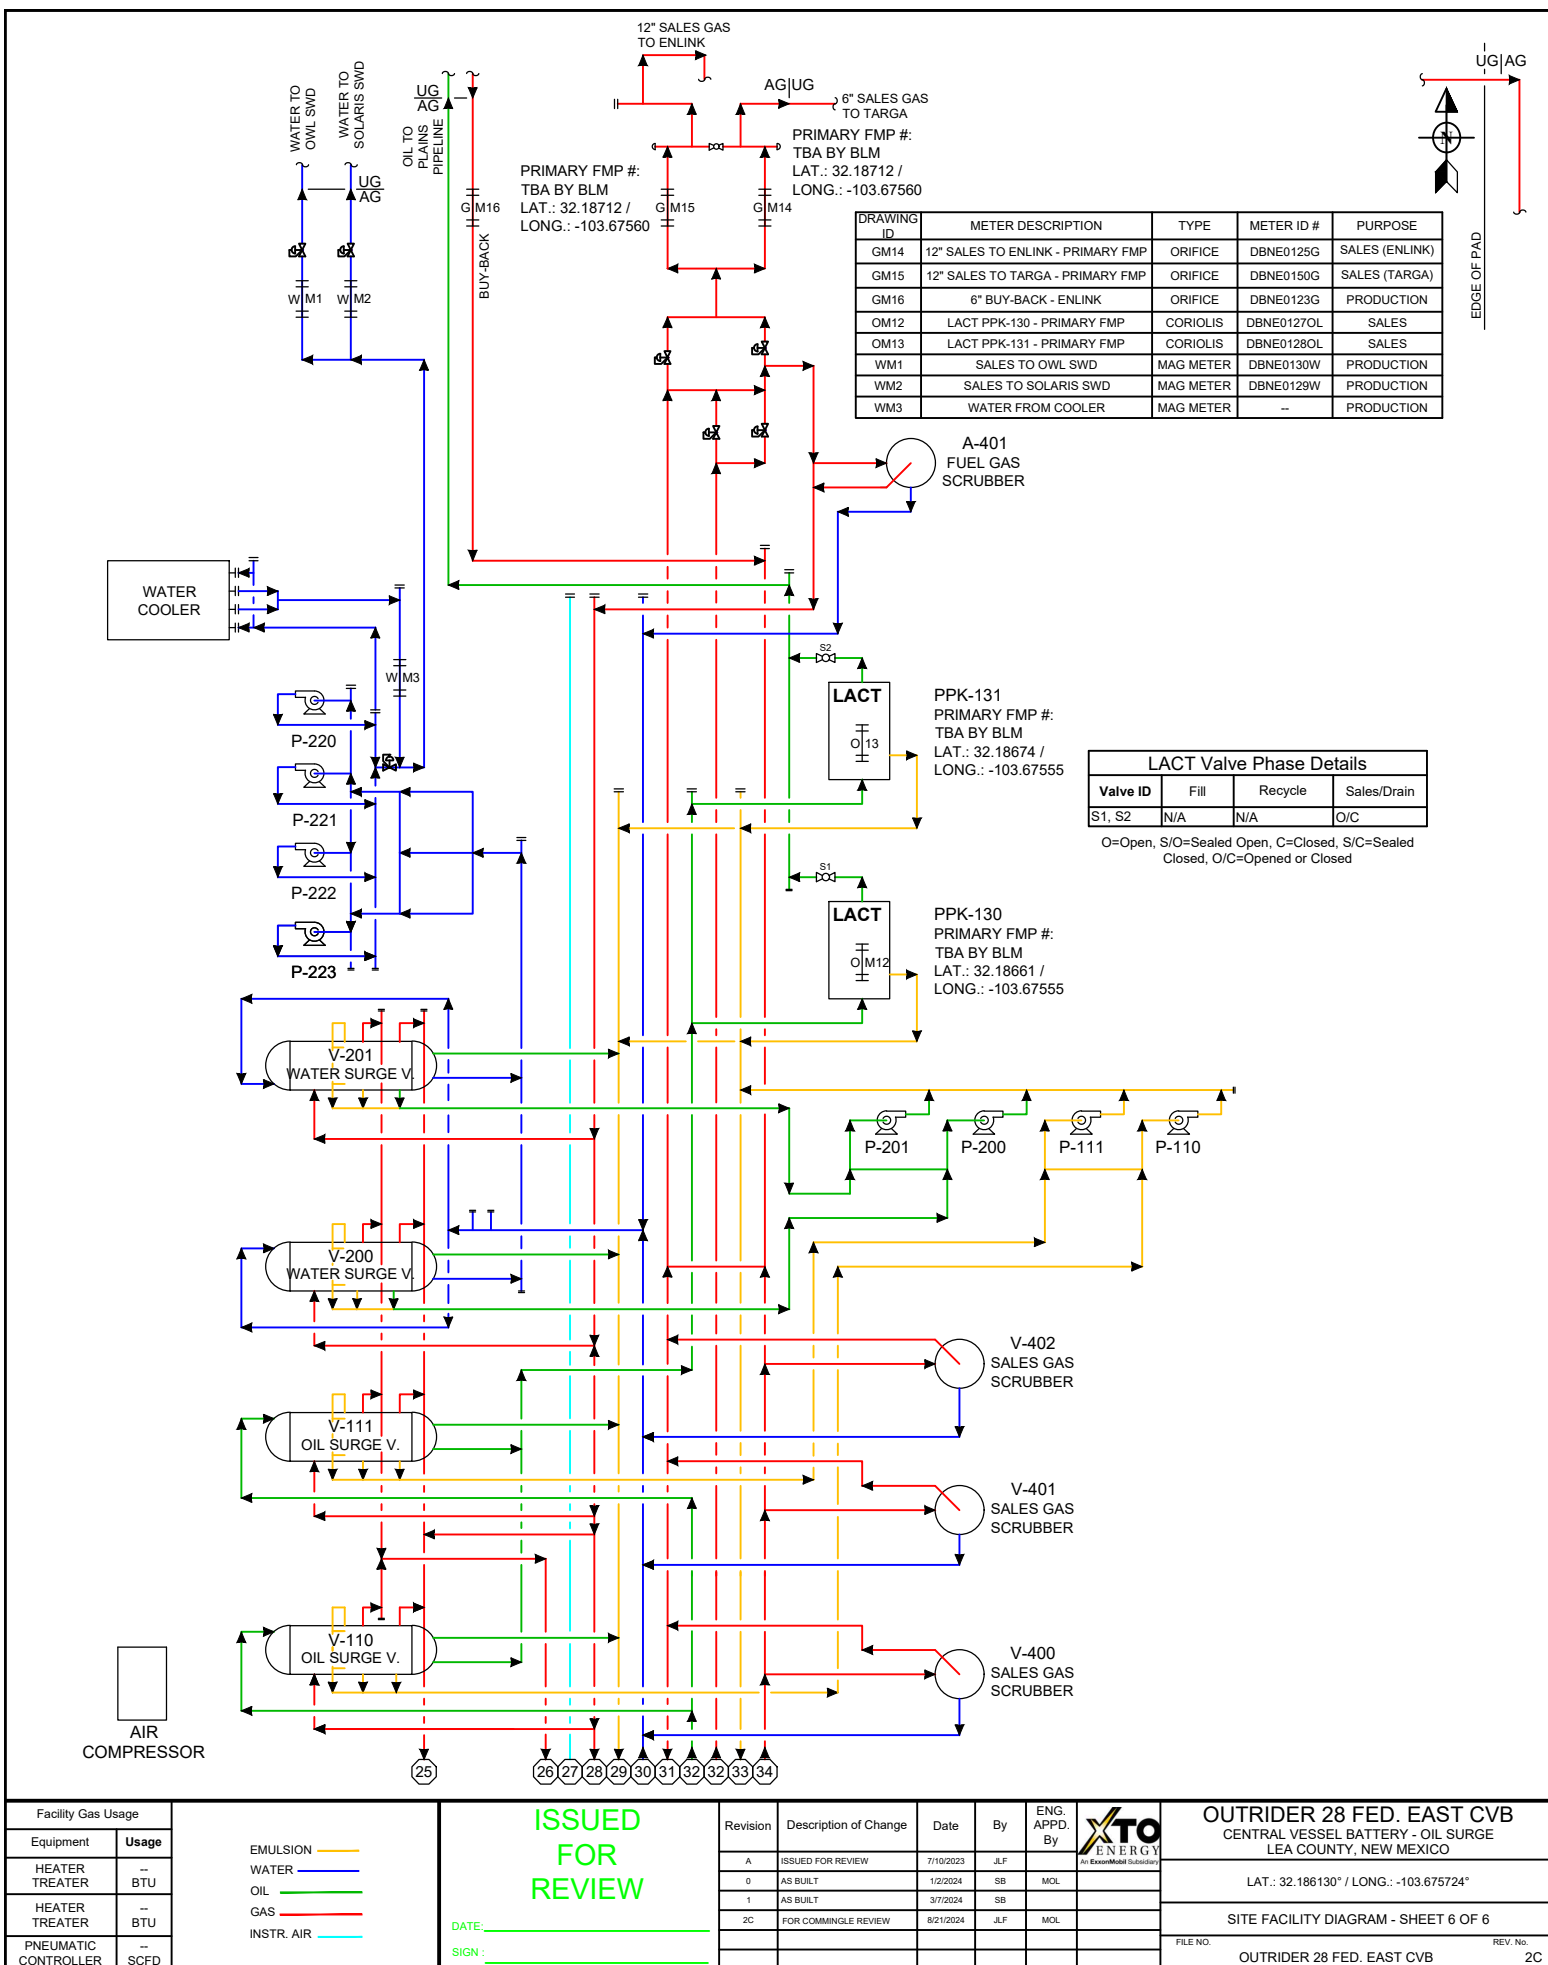 12" SALES GAS
TO ENLINK
UG|AG
AG|UG
6" SALES GAS
TO TARGA
WATER TO
OWL SWD
WATER TO
SOLARIS SWD
UG
AG
OIL TO
PLAINS
PIPELINE
UG
AG
PRIMARY FMP #:
TBA BY BLM
LAT.: 32.18712 /
LONG.: -103.67560
PRIMARY FMP #:
TBA BY BLM
LAT.: 32.18712 /
LONG.: -103.67560
N
G M16
G M15
G M14
BUY-BACK
W M1
W M2
EDGE OF PAD
DRAWING ID METER DESCRIPTION TYPE METER ID # PURPOSE
GM14 12" SALES TO ENLINK - PRIMARY FMP ORIFICE DBNE0125G SALES (ENLINK)
GM15 12" SALES TO TARGA - PRIMARY FMP ORIFICE DBNE0150G SALES (TARGA)
GM16 6" BUY-BACK - ENLINK ORIFICE DBNE0123G PRODUCTION
OM12 LACT PPK-130 - PRIMARY FMP CORIOLIS DBNE0127OL SALES
OM13 LACT PPK-131 - PRIMARY FMP CORIOLIS DBNE0128OL SALES
WM1 SALES TO OWL SWD MAG METER DBNE0130W PRODUCTION
WM2 SALES TO SOLARIS SWD MAG METER DBNE0129W PRODUCTION
WM3 WATER FROM COOLER MAG METER -- PRODUCTION
A-401
FUEL GAS
SCRUBBER
WATER
COOLER
W M3
S2
LACT
O 13
PPK-131
PRIMARY FMP #:
TBA BY BLM
LAT.: 32.18674 /
LONG.: -103.67555
P-220
P-221
P-222
P-223
LACT Valve Phase Details
Valve ID Fill Recycle Sales/Drain
S1, S2 N/A N/A O/C
O=Open, S/O=Sealed Open, C=Closed, S/C=Sealed
Closed, O/C=Opened or Closed
S1
LACT
O M12
PPK-130
PRIMARY FMP #:
TBA BY BLM
LAT.: 32.18661 /
LONG.: -103.67555
V-201
WATER SURGE V.
P-201
P-200
P-111
P-110
V-200
WATER SURGE V.
V-402
SALES GAS
SCRUBBER
V-111
OIL SURGE V.
V-401
SALES GAS
SCRUBBER
V-110
OIL SURGE V.
V-400
SALES GAS
SCRUBBER
AIR
COMPRESSOR
25 26 27 28 29 30 31 32 32 33 34
Facility Gas Usage
Equipment Usage
HEATER TREATER -- BTU
HEATER TREATER -- BTU
PNEUMATIC CONTROLLER -- SCFD
EMULSION
WATER
OIL
GAS
INSTR. AIR
ISSUED
FOR
REVIEW
DATE:
SIGN :
Revision Description of Change Date By ENG. APPD. By
A ISSUED FOR REVIEW 7/10/2023 JLF
0 AS BUILT 1/2/2024 SB MOL
1 AS BUILT 3/7/2024 SB
2C FOR COMMINGLE REVIEW 8/21/2024 JLF MOL
XTO
ENERGY
An ExxonMobil Subsidiary
OUTRIDER 28 FED. EAST CVB
CENTRAL VESSEL BATTERY - OIL SURGE
LEA COUNTY, NEW MEXICO
LAT.: 32.186130° / LONG.: -103.675724°
SITE FACILITY DIAGRAM - SHEET 6 OF 6
FILE NO. REV. No.
OUTRIDER 28 FED. EAST CVB 2C